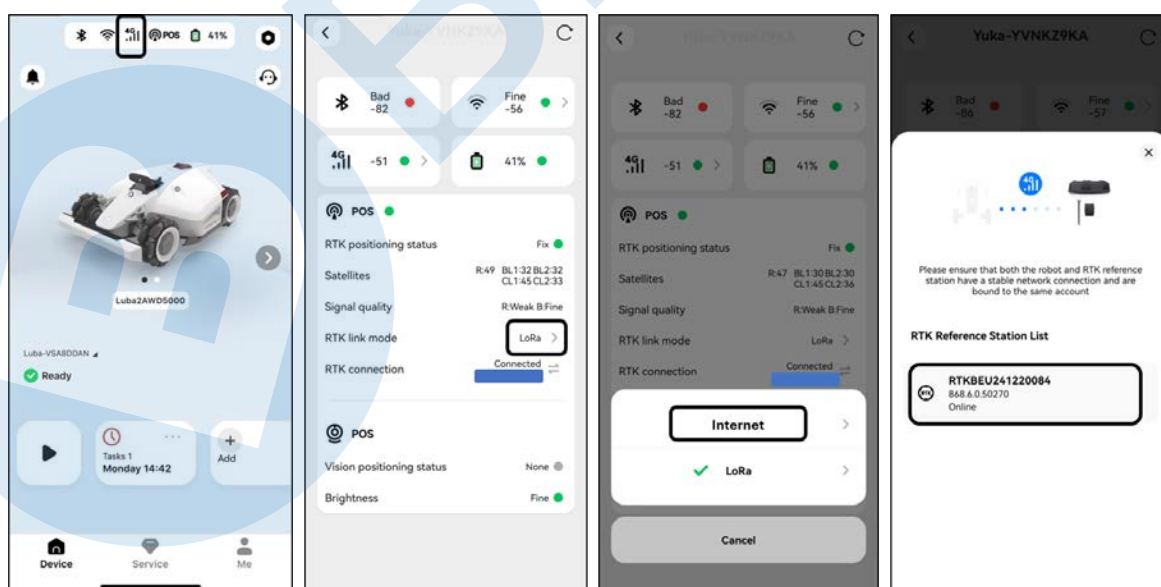 4G POS 41%
Luba2AWD5000
Luba-VSABDDAN
Ready
Tasks 1
Monday 14:42
Add
Device
Service
Me
Bad
-82
Fine
-56
4G -51
41%
POS
RTK positioning status Fix
Satellites R:49 BL1:32 BL2:32
CL1:45 CL2:33
Signal quality R:Weak B:Fine
RTK link mode LoRa
RTK connection Connected
POS
Vision positioning status None
Brightness Fine
Bad
-82
Fine
-56
4G -51
41%
POS
RTK positioning status Fix
Satellites R:47 BL1:30 BL2:30
CL1:45 CL2:36
Signal quality R:Weak B:Fine
RTK link mode LoRa
RTK connection Connected
Internet
LoRa
Cancel
Yuka-YVNKZ9KA
Bad
-86
Fine
-57
4G
Please ensure that both the robot and RTK reference
station have a stable network connection and are
bound to the same account
RTK Reference Station List
RTKBEU241220084
868.6.0.50270
Online